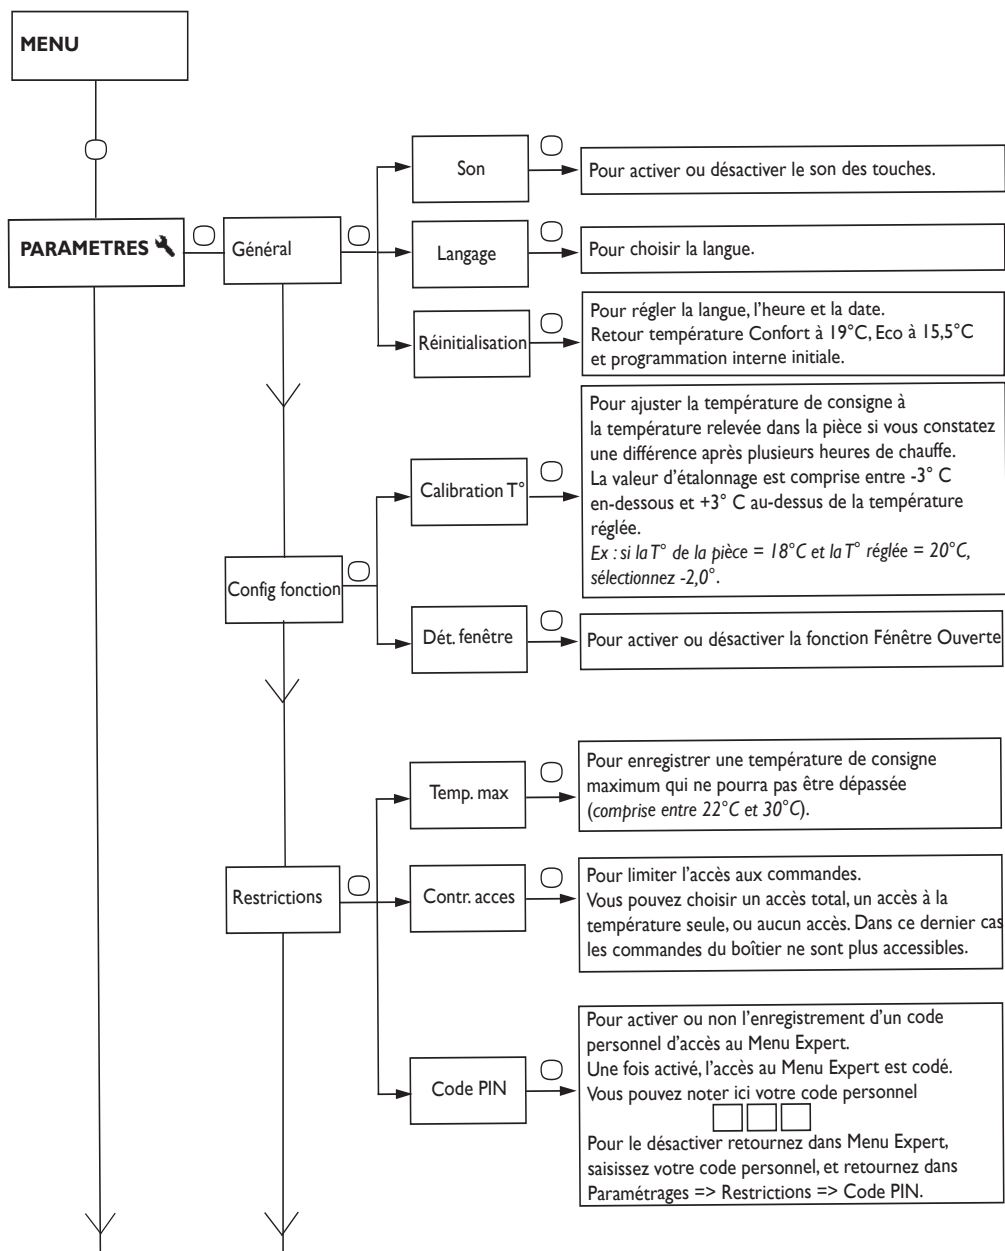 MENU
Son
Pour activer ou désactiver le son des touches.
PARAMETRES
Général
Langage
Pour choisir la langue.
Réinitialisation
Pour régler la langue, l'heure et la date.
Retour température Confort à 19°C, Eco à 15,5°C
et programmation interne initiale.
Calibration T°
Pour ajuster la température de consigne à
la température relevée dans la pièce si vous constatez
une différence après plusieurs heures de chauffe.
La valeur d'étalonnage est comprise entre -3° C
en-dessous et +3° C au-dessus de la température
réglée.
Ex : si la T° de la pièce = 18°C et la T° réglée = 20°C,
sélectionnez -2,0°.
Config fonction
Dét. fenêtre
Pour activer ou désactiver la fonction Fénêtre Ouverte
Temp. max
Pour enregistrer une température de consigne
maximum qui ne pourra pas être dépassée
(comprise entre 22°C et 30°C).
Restrictions
Contr. acces
Pour limiter l'accès aux commandes.
Vous pouvez choisir un accès total, un accès à la
température seule, ou aucun accès. Dans ce dernier cas
les commandes du boîtier ne sont plus accessibles.
Code PIN
Pour activer ou non l'enregistrement d'un code
personnel d'accès au Menu Expert.
Une fois activé, l'accès au Menu Expert est codé.
Vous pouvez noter ici votre code personnel
Pour le désactiver retournez dans Menu Expert,
saisissez votre code personnel, et retournez dans
Paramétrages => Restrictions => Code PIN.